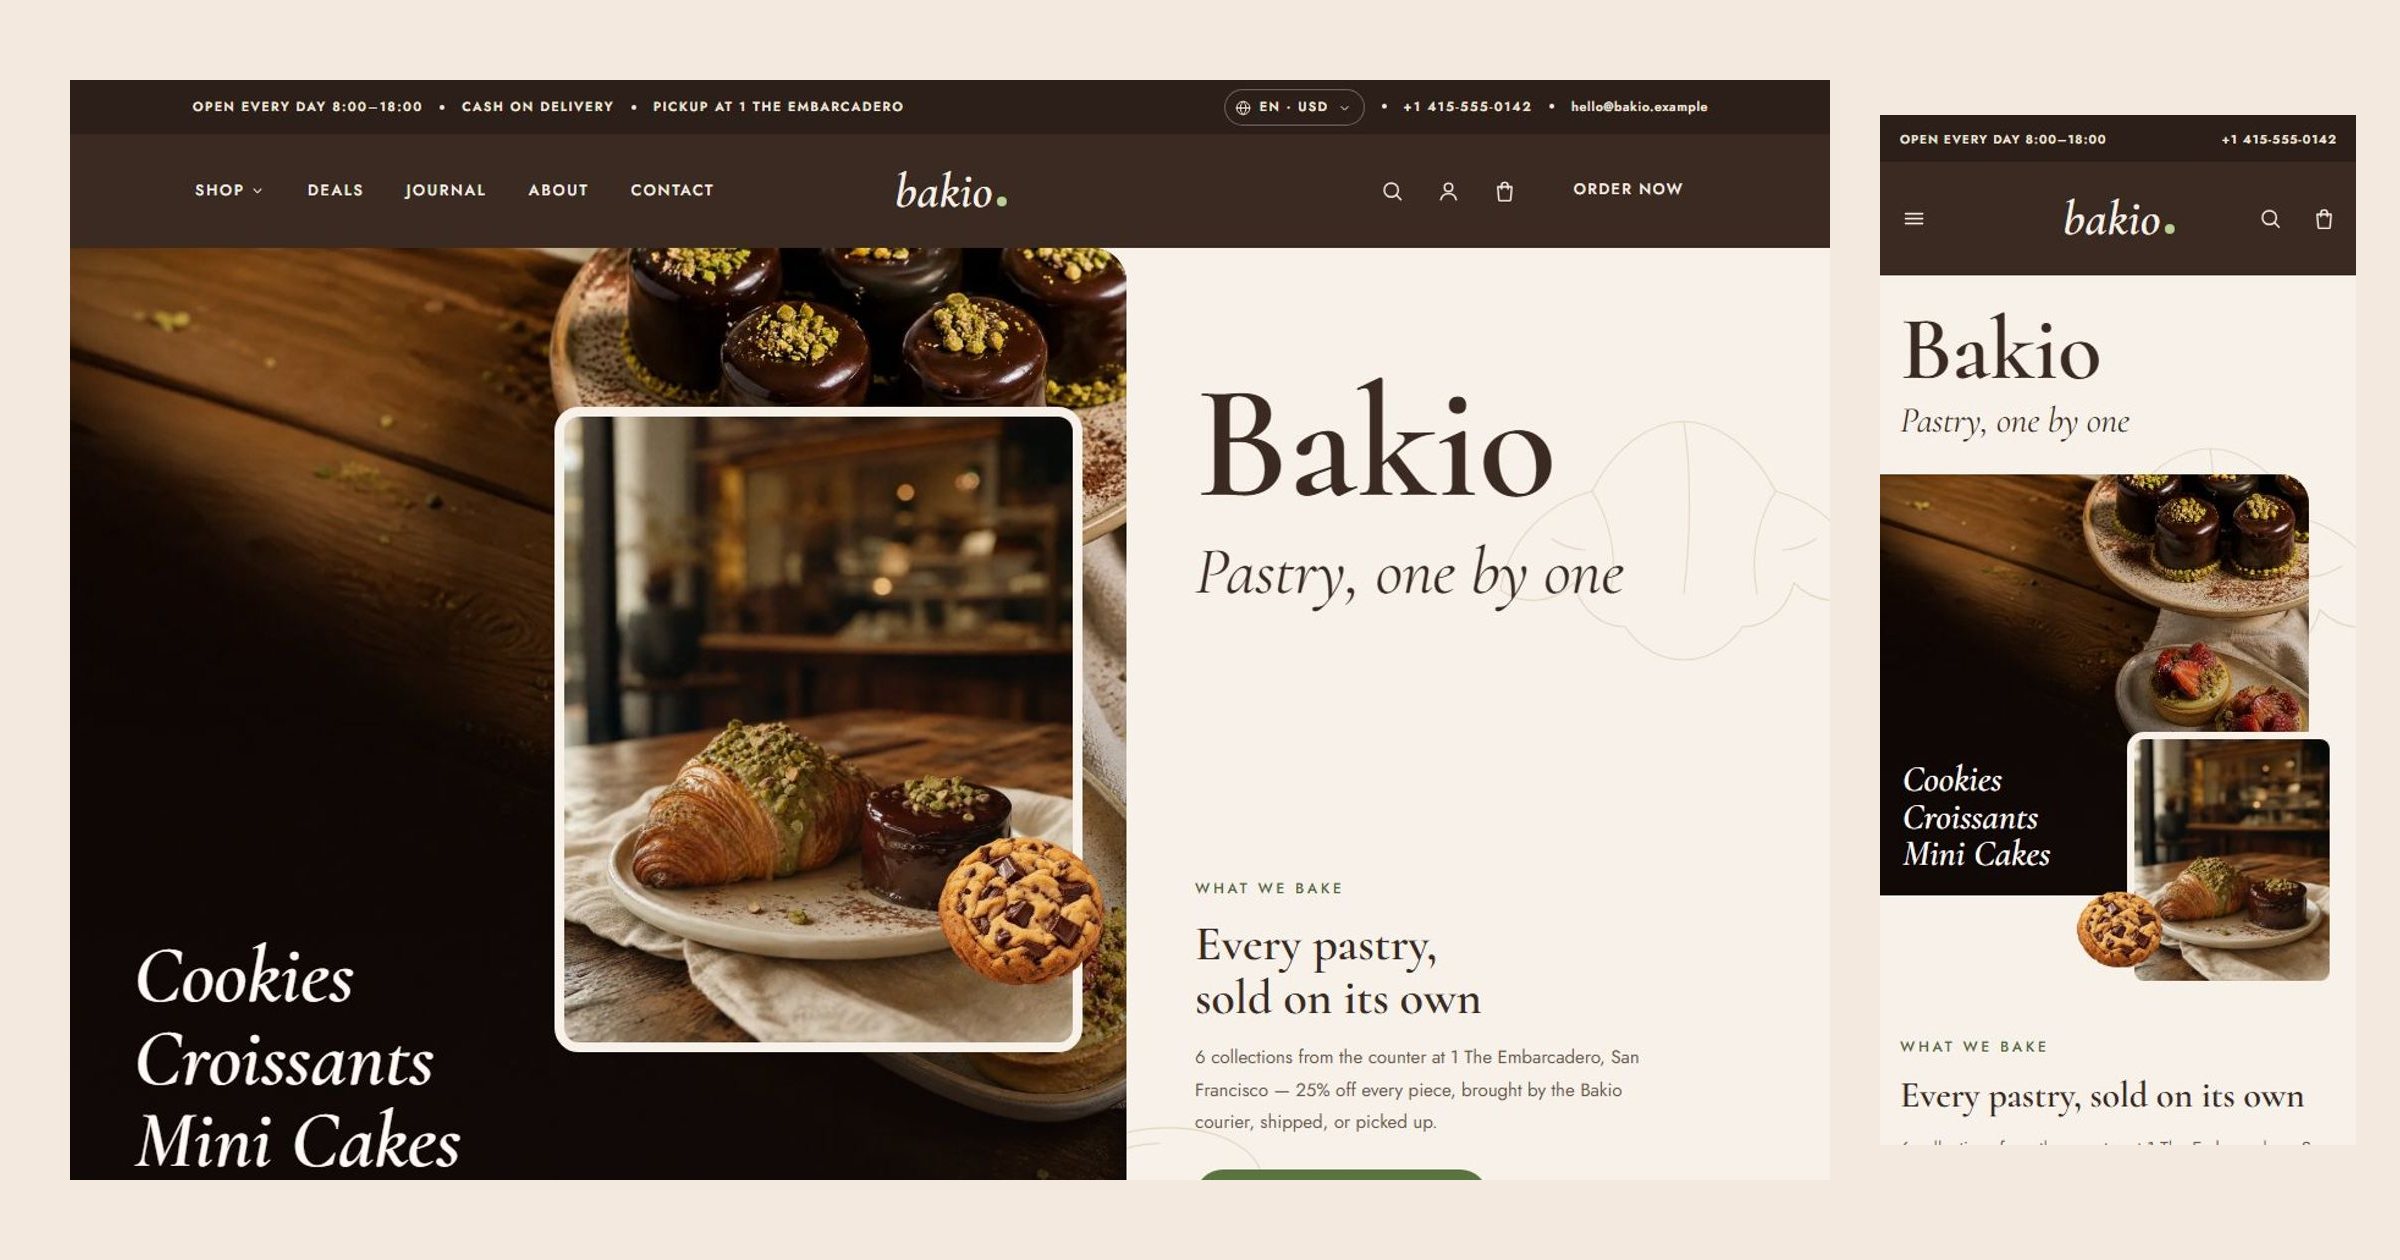 OPEN EVERY DAY 8:00–18:00 • CASH ON DELIVERY • PICKUP AT 1 THE EMBARCADERO
EN · USD • +1 415-555-0142 • hello@bakio.example
SHOP DEALS JOURNAL ABOUT CONTACT
bakio.
ORDER NOW
Cookies
Croissants
Mini Cakes
Bakio
Pastry, one by one
WHAT WE BAKE
Every pastry,
sold on its own
6 collections from the counter at 1 The Embarcadero, San
Francisco — 25% off every piece, brought by the Bakio
courier, shipped, or picked up.
OPEN EVERY DAY 8:00–18:00
+1 415-555-0142
bakio.
Bakio
Pastry, one by one
Cookies
Croissants
Mini Cakes
WHAT WE BAKE
Every pastry, sold on its own